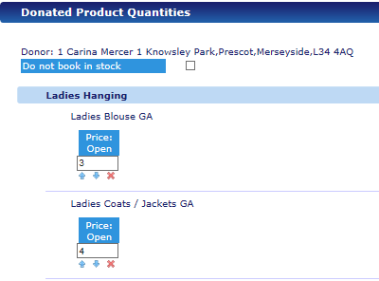 Donated Product Quantities
Donor: 1 Carina Mercer 1 Knowsley Park,Prescot,Merseyside,L34 4AQ
Do not book in stock
Ladies Hanging
Ladies Blouse GA
Price:
Open
3
Ladies Coats / Jackets GA
Price:
Open
4